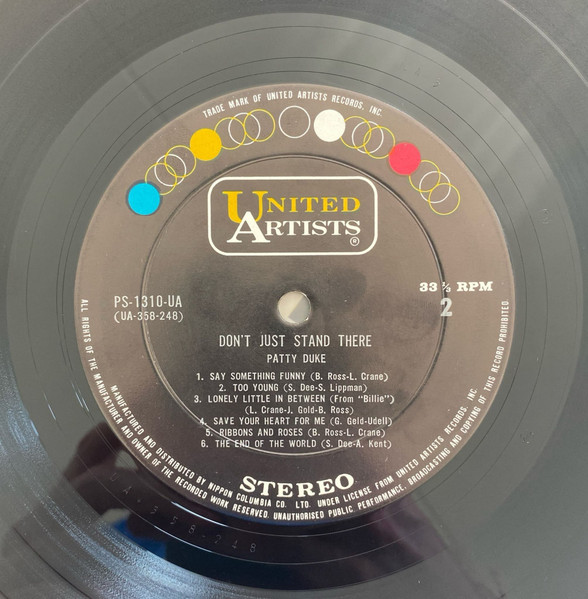 TRADE MARK OF UNITED ARTISTS RECORDS, INC.
UNITED
ARTISTS
®
PS-1310-UA
(UA-358-248)
33 ⅓ RPM
2
DON'T JUST STAND THERE
PATTY DUKE
1. SAY SOMETHING FUNNY (B. Ross-L. Crane)
2. TOO YOUNG (S. Dee-S. Lippman)
3. LONELY LITTLE IN BETWEEN (From "Billie")
(L. Crane-J. Gold-B. Ross)
4. SAVE YOUR HEART FOR ME (G. Geld-Udell)
5. RIBBONS AND ROSES (B. Ross-L. Crane)
6. THE END OF THE WORLD (S. Dee-A. Kent)
STEREO
MANUFACTURED AND DISTRIBUTED BY NIPPON COLUMBIA CO. LTD. UNDER LICENSE FROM UNITED ARTISTS RECORDS, INC.
ALL RIGHTS OF THE MANUFACTURER AND OWNER OF THE RECORDED WORK RESERVED. UNAUTHORISED PUBLIC PERFORMANCE, BROADCASTING AND COPYING OF THIS RECORD PROHIBITED.
UA 358-248